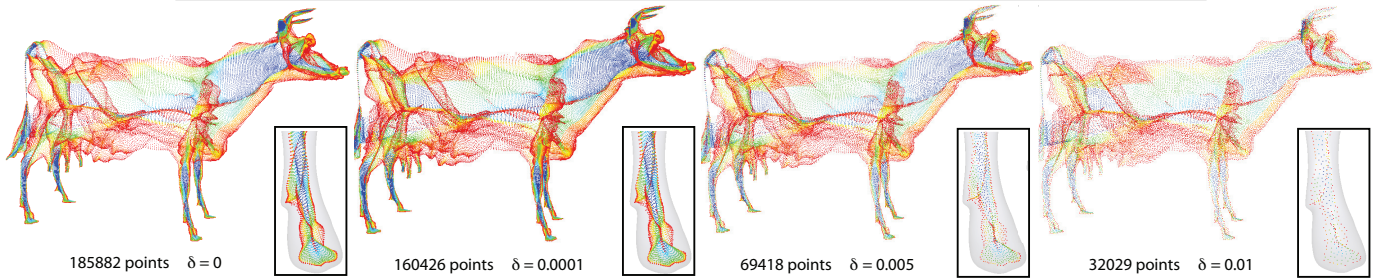 185882 points δ = 0
160426 points δ = 0.0001
69418 points δ = 0.005
32029 points δ = 0.01